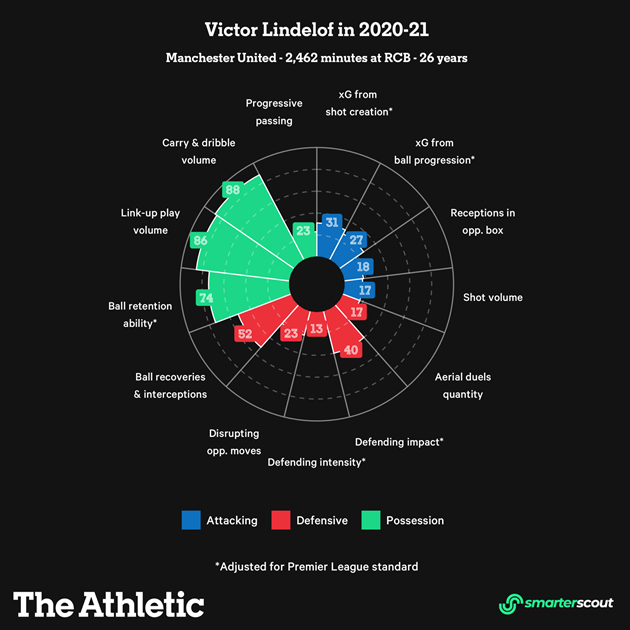 Victor Lindelof in 2020-21
Manchester United - 2,462 minutes at RCB - 26 years
xG from
shot creation*
xG from
ball progression*
Receptions in
opp. box
Shot volume
Aerial duels
quantity
Defending impact*
Defending intensity*
Disrupting
opp. moves
Ball recoveries
& interceptions
Ball retention
ability*
Link-up play
volume
Carry & dribble
volume
Progressive
passing
31
27
18
17
17
40
13
23
52
74
86
88
23
Attacking
Defensive
Possession
*Adjusted for Premier League standard
The Athletic
smarterscout